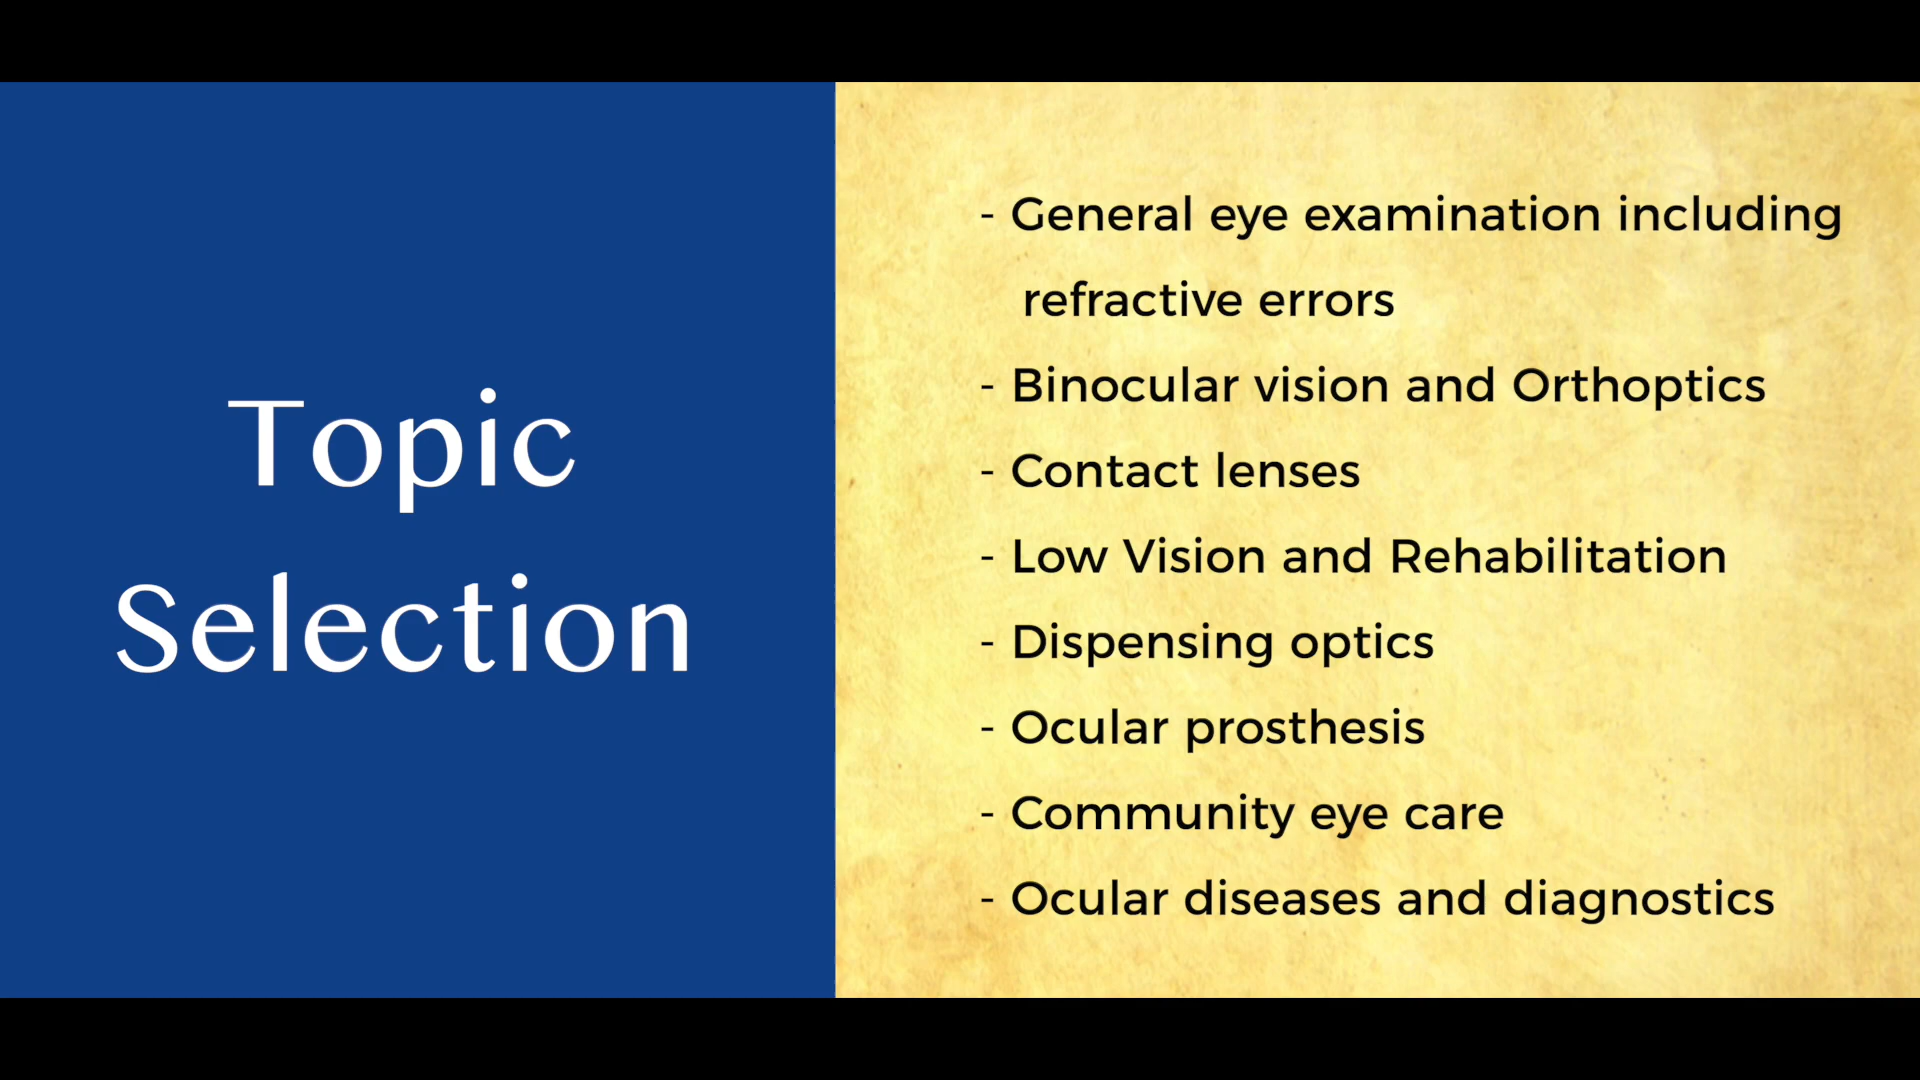 Topic
Selection
- General eye examination including
refractive errors
- Binocular vision and Orthoptics
- Contact lenses
- Low Vision and Rehabilitation
- Dispensing optics
- Ocular prosthesis
- Community eye care
- Ocular diseases and diagnostics